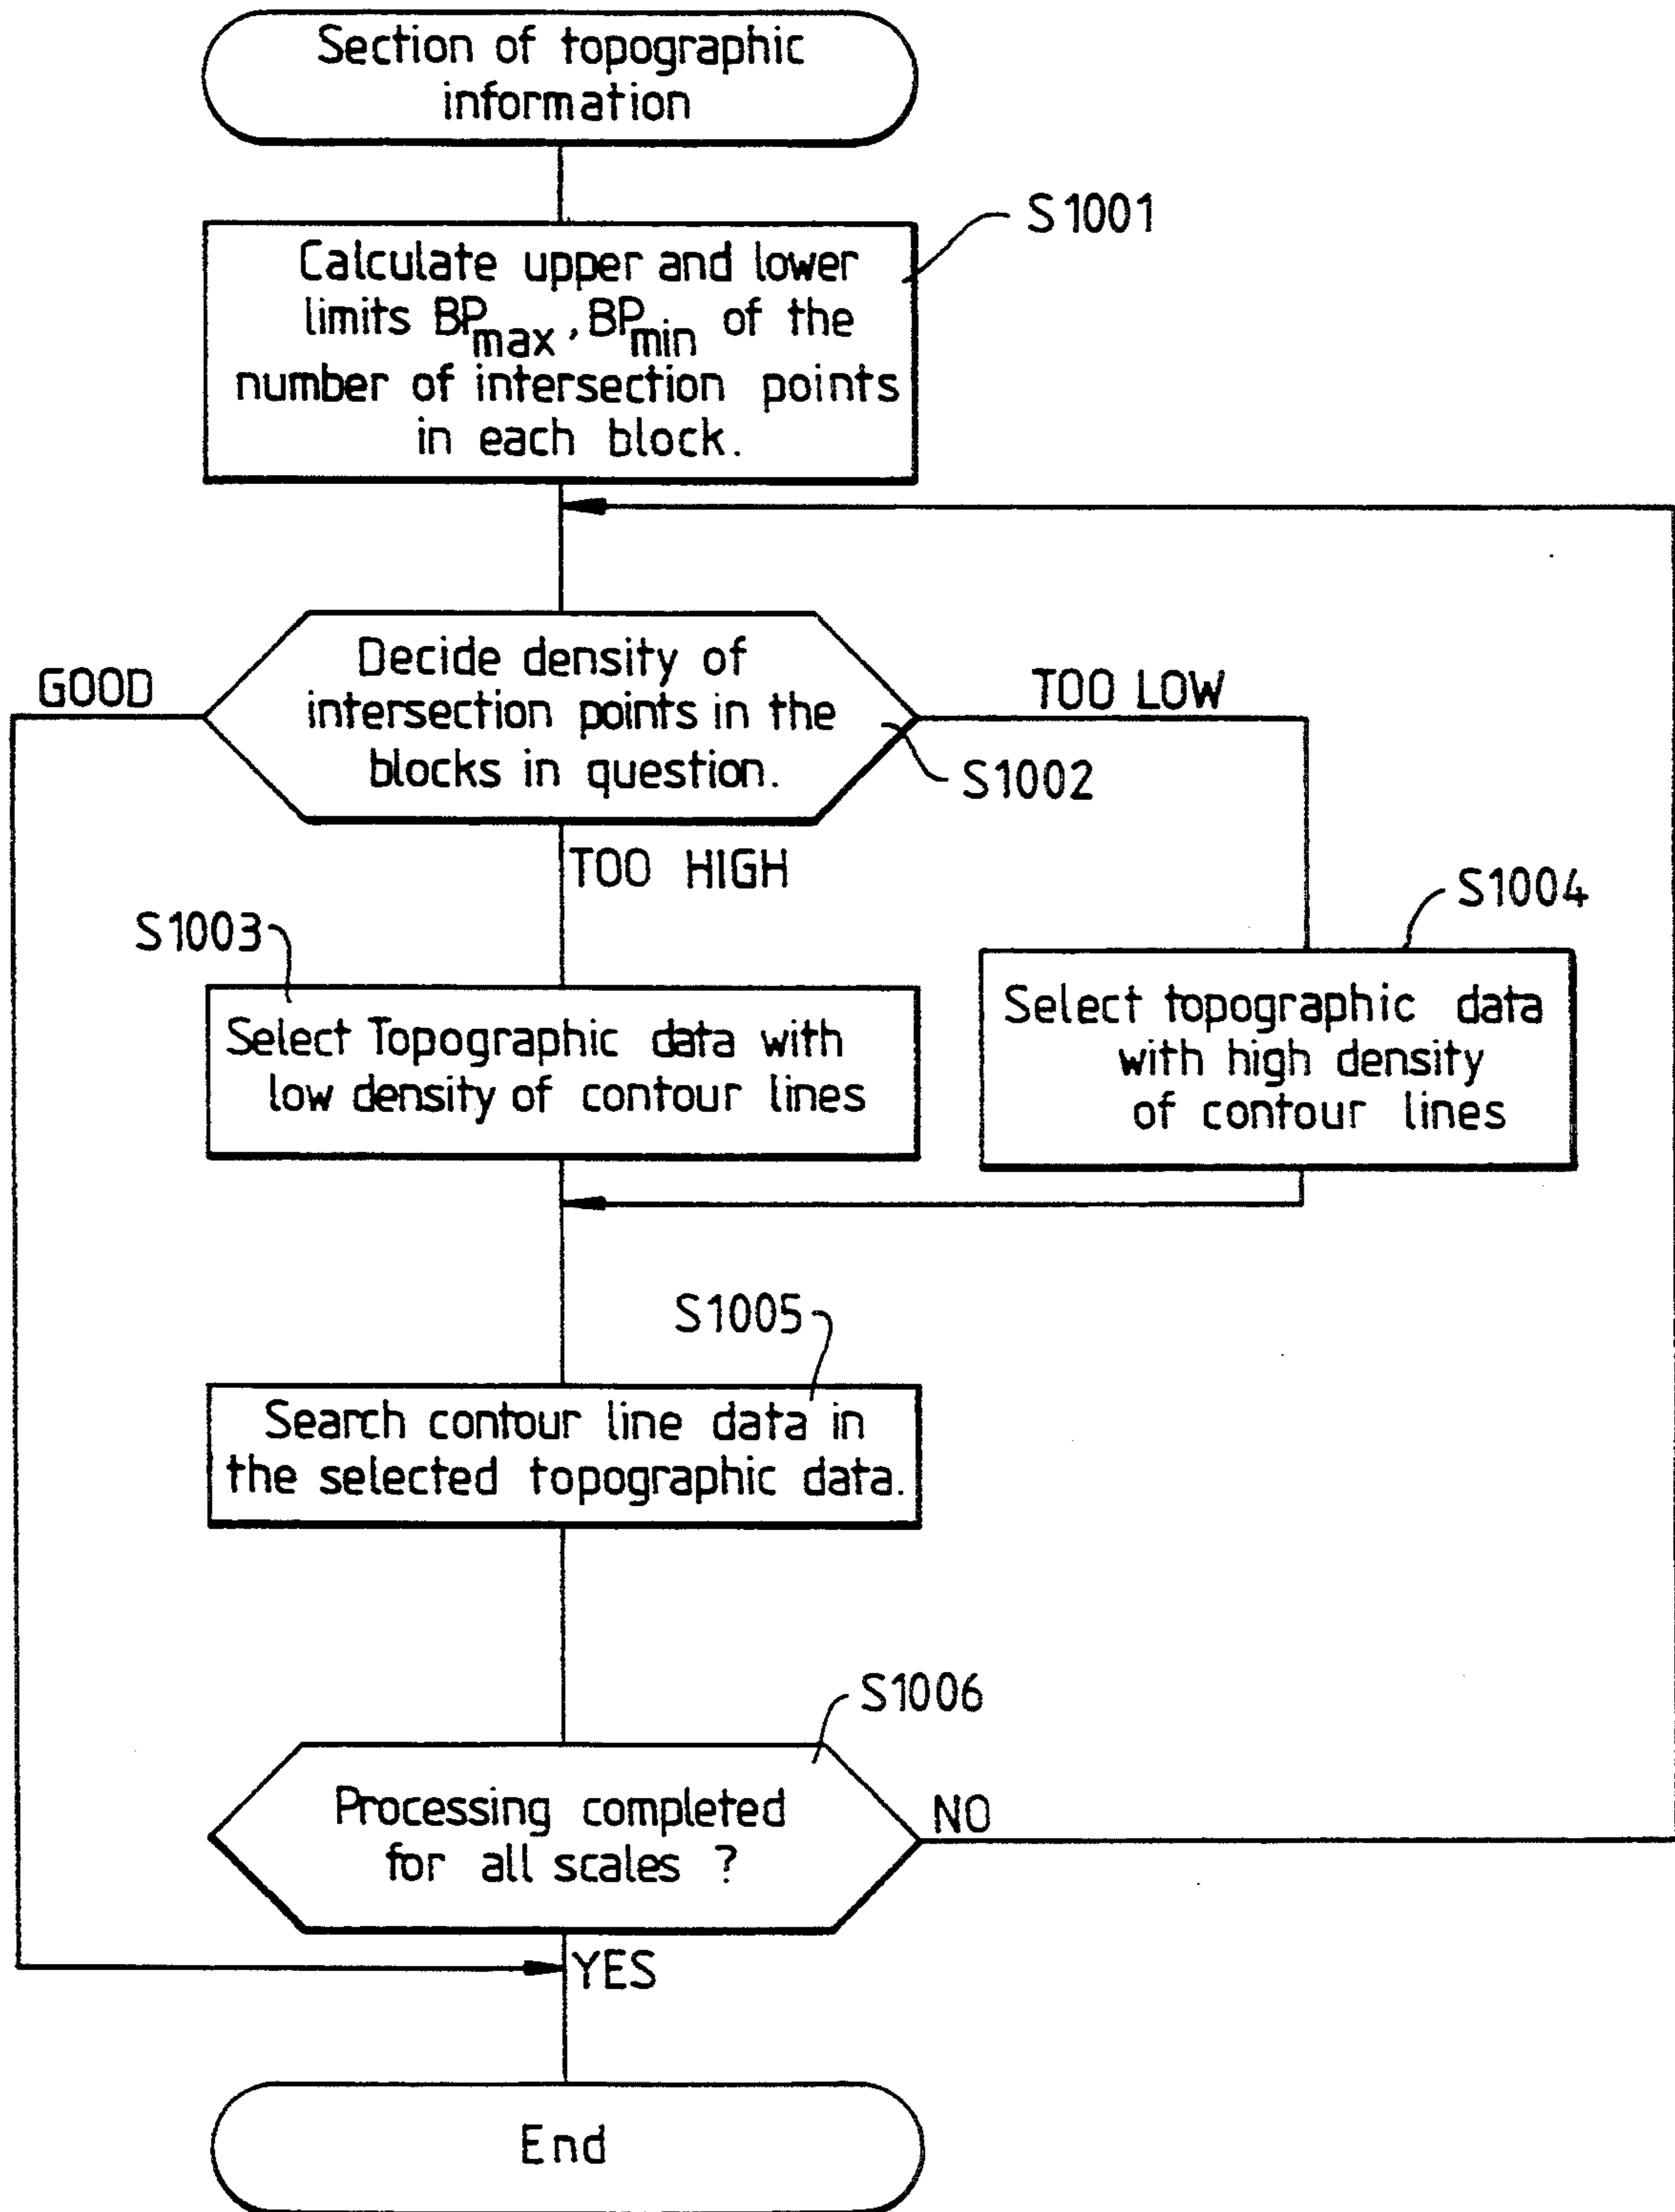 Section of topographic
information
S1001
Calculate upper and lower
limits BPmax, BPmin of the
number of intersection points
in each block.
GOOD
Decide density of
intersection points in the
blocks in question.
TOO LOW
S1002
TOO HIGH
S1003
S1004
Select Topographic data with
low density of contour lines
Select topographic data
with high density
of contour lines
S1005
Search contour line data in
the selected topographic data.
S1006
Processing completed
for all scales ?
NO
YES
End